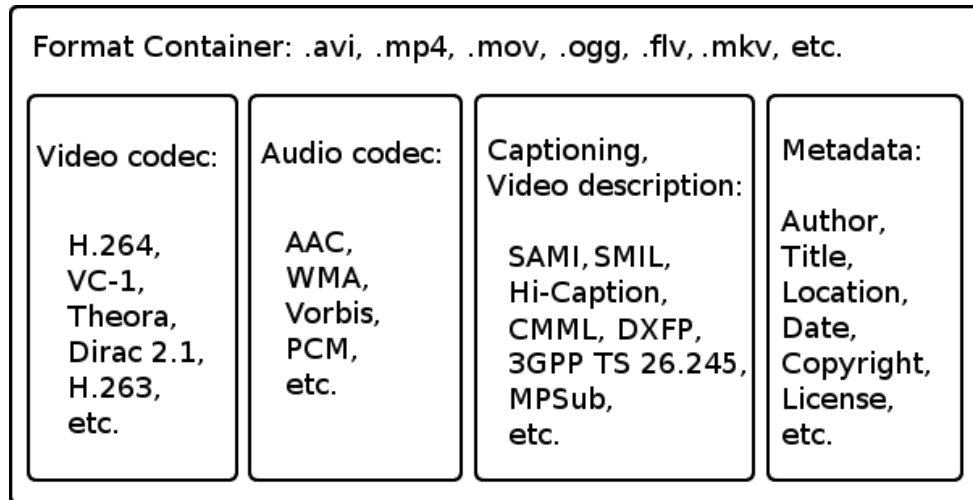 Format Container: .avi, .mp4, .mov, .ogg, .flv, .mkv, etc.
Video codec:
H.264,
VC-1,
Theora,
Dirac 2.1,
H.263,
etc.
Audio codec:
AAC,
WMA,
Vorbis,
PCM,
etc.
Captioning,
Video description:
SAMI, SMIL,
Hi-Caption,
CMML, DXFP,
3GPP TS 26.245,
MPSub,
etc.
Metadata:
Author,
Title,
Location,
Date,
Copyright,
License,
etc.